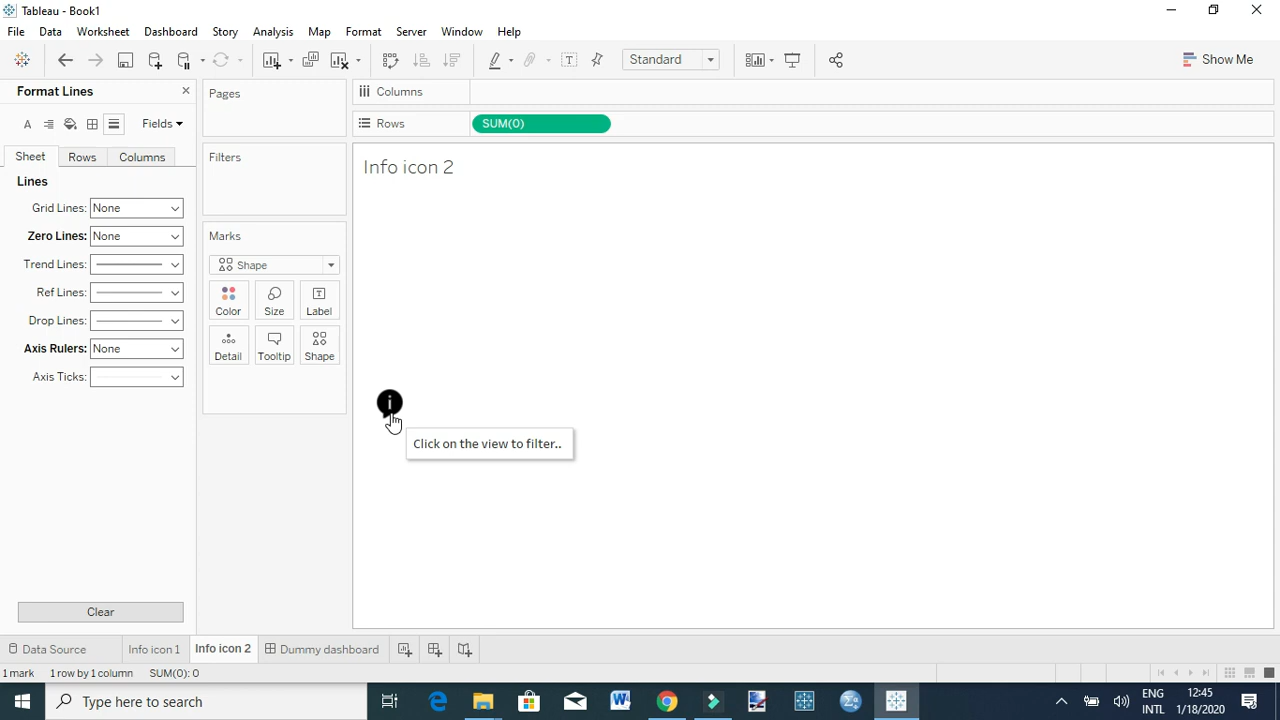 Tableau - Book1
File Data Worksheet Dashboard Story Analysis Map Format Server Window Help
Standard
Show Me
Format Lines
Fields
Sheet Rows Columns
Lines
Grid Lines: None
Zero Lines: None
Trend Lines:
Ref Lines:
Drop Lines:
Axis Rulers: None
Axis Ticks:
Clear
Pages
Filters
Marks
Shape
Color Size Label
Detail Tooltip Shape
Columns
Rows SUM(0)
Info icon 2
i
Click on the view to filter..
Data Source Info icon 1 Info icon 2 Dummy dashboard
1 mark 1 row by 1 column SUM(0): 0
Type here to search
ENG
INTL
12:45
1/18/2020